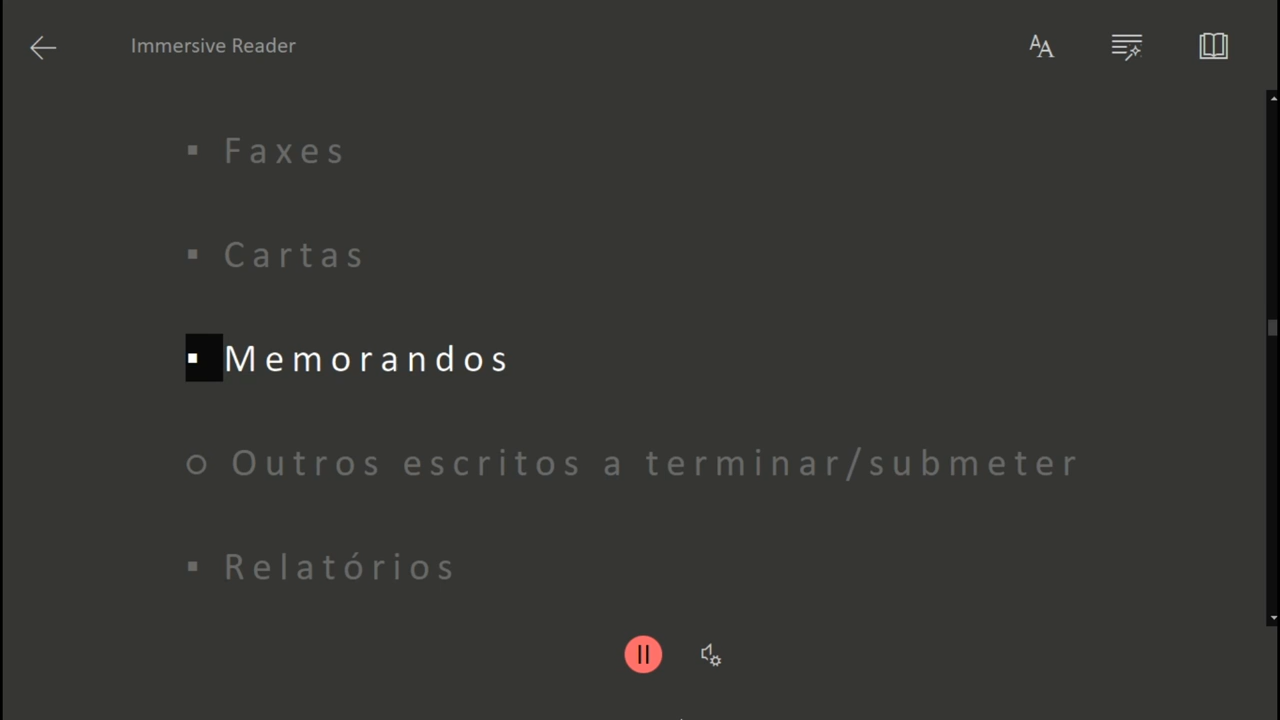 Immersive Reader
▪ Faxes
▪ Cartas
▪ Memorandos
○ Outros escritos a terminar/submeter
▪ Relatórios